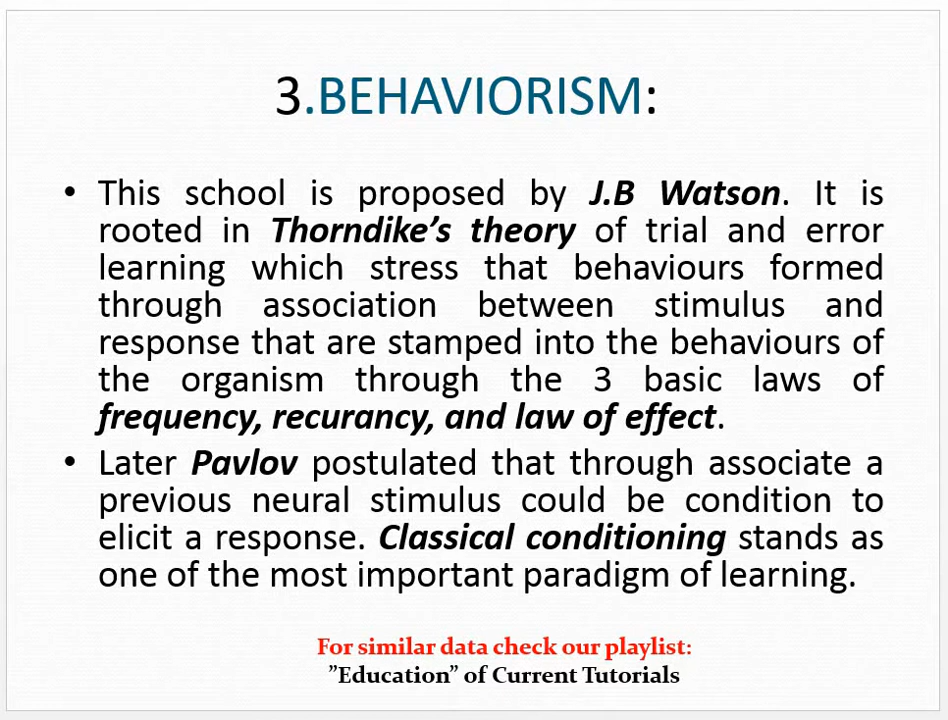 3.BEHAVIORISM:
• This school is proposed by J.B Watson. It is
rooted in Thorndike’s theory of trial and error
learning which stress that behaviours formed
through association between stimulus and
response that are stamped into the behaviours of
the organism through the 3 basic laws of
frequency, recurancy, and law of effect.
• Later Pavlov postulated that through associate a
previous neural stimulus could be condition to
elicit a response. Classical conditioning stands as
one of the most important paradigm of learning.
For similar data check our playlist:
”Education” of Current Tutorials